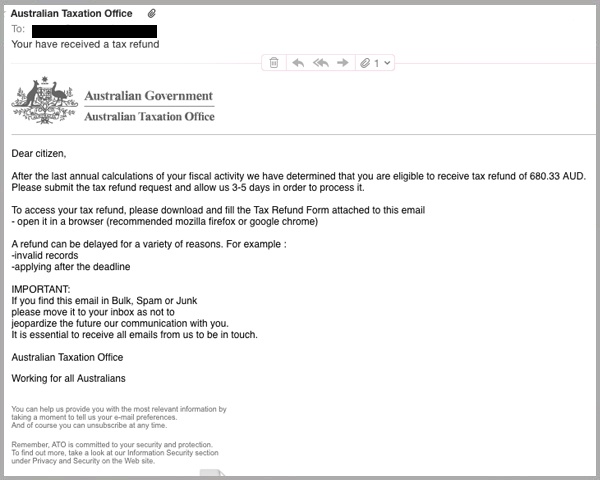 Australian Taxation Office
To:
Your have received a tax refund
1
Australian Government
Australian Taxation Office
Dear citizen,
After the last annual calculations of your fiscal activity we have determined that you are eligible to receive tax refund of 680.33 AUD.
Please submit the tax refund request and allow us 3-5 days in order to process it.
To access your tax refund, please download and fill the Tax Refund Form attached to this email
- open it in a browser (recommended mozilla firefox or google chrome)
A refund can be delayed for a variety of reasons. For example :
-invalid records
-applying after the deadline
IMPORTANT:
If you find this email in Bulk, Spam or Junk
please move it to your inbox as not to
jeopardize the future our communication with you.
It is essential to receive all emails from us to be in touch.
Australian Taxation Office
Working for all Australians
You can help us provide you with the most relevant information by
taking a moment to tell us your e-mail preferences.
And of course you can unsubscribe at any time.
Remember, ATO is committed to your security and protection.
To find out more, take a look at our Information Security section
under Privacy and Security on the Web site.